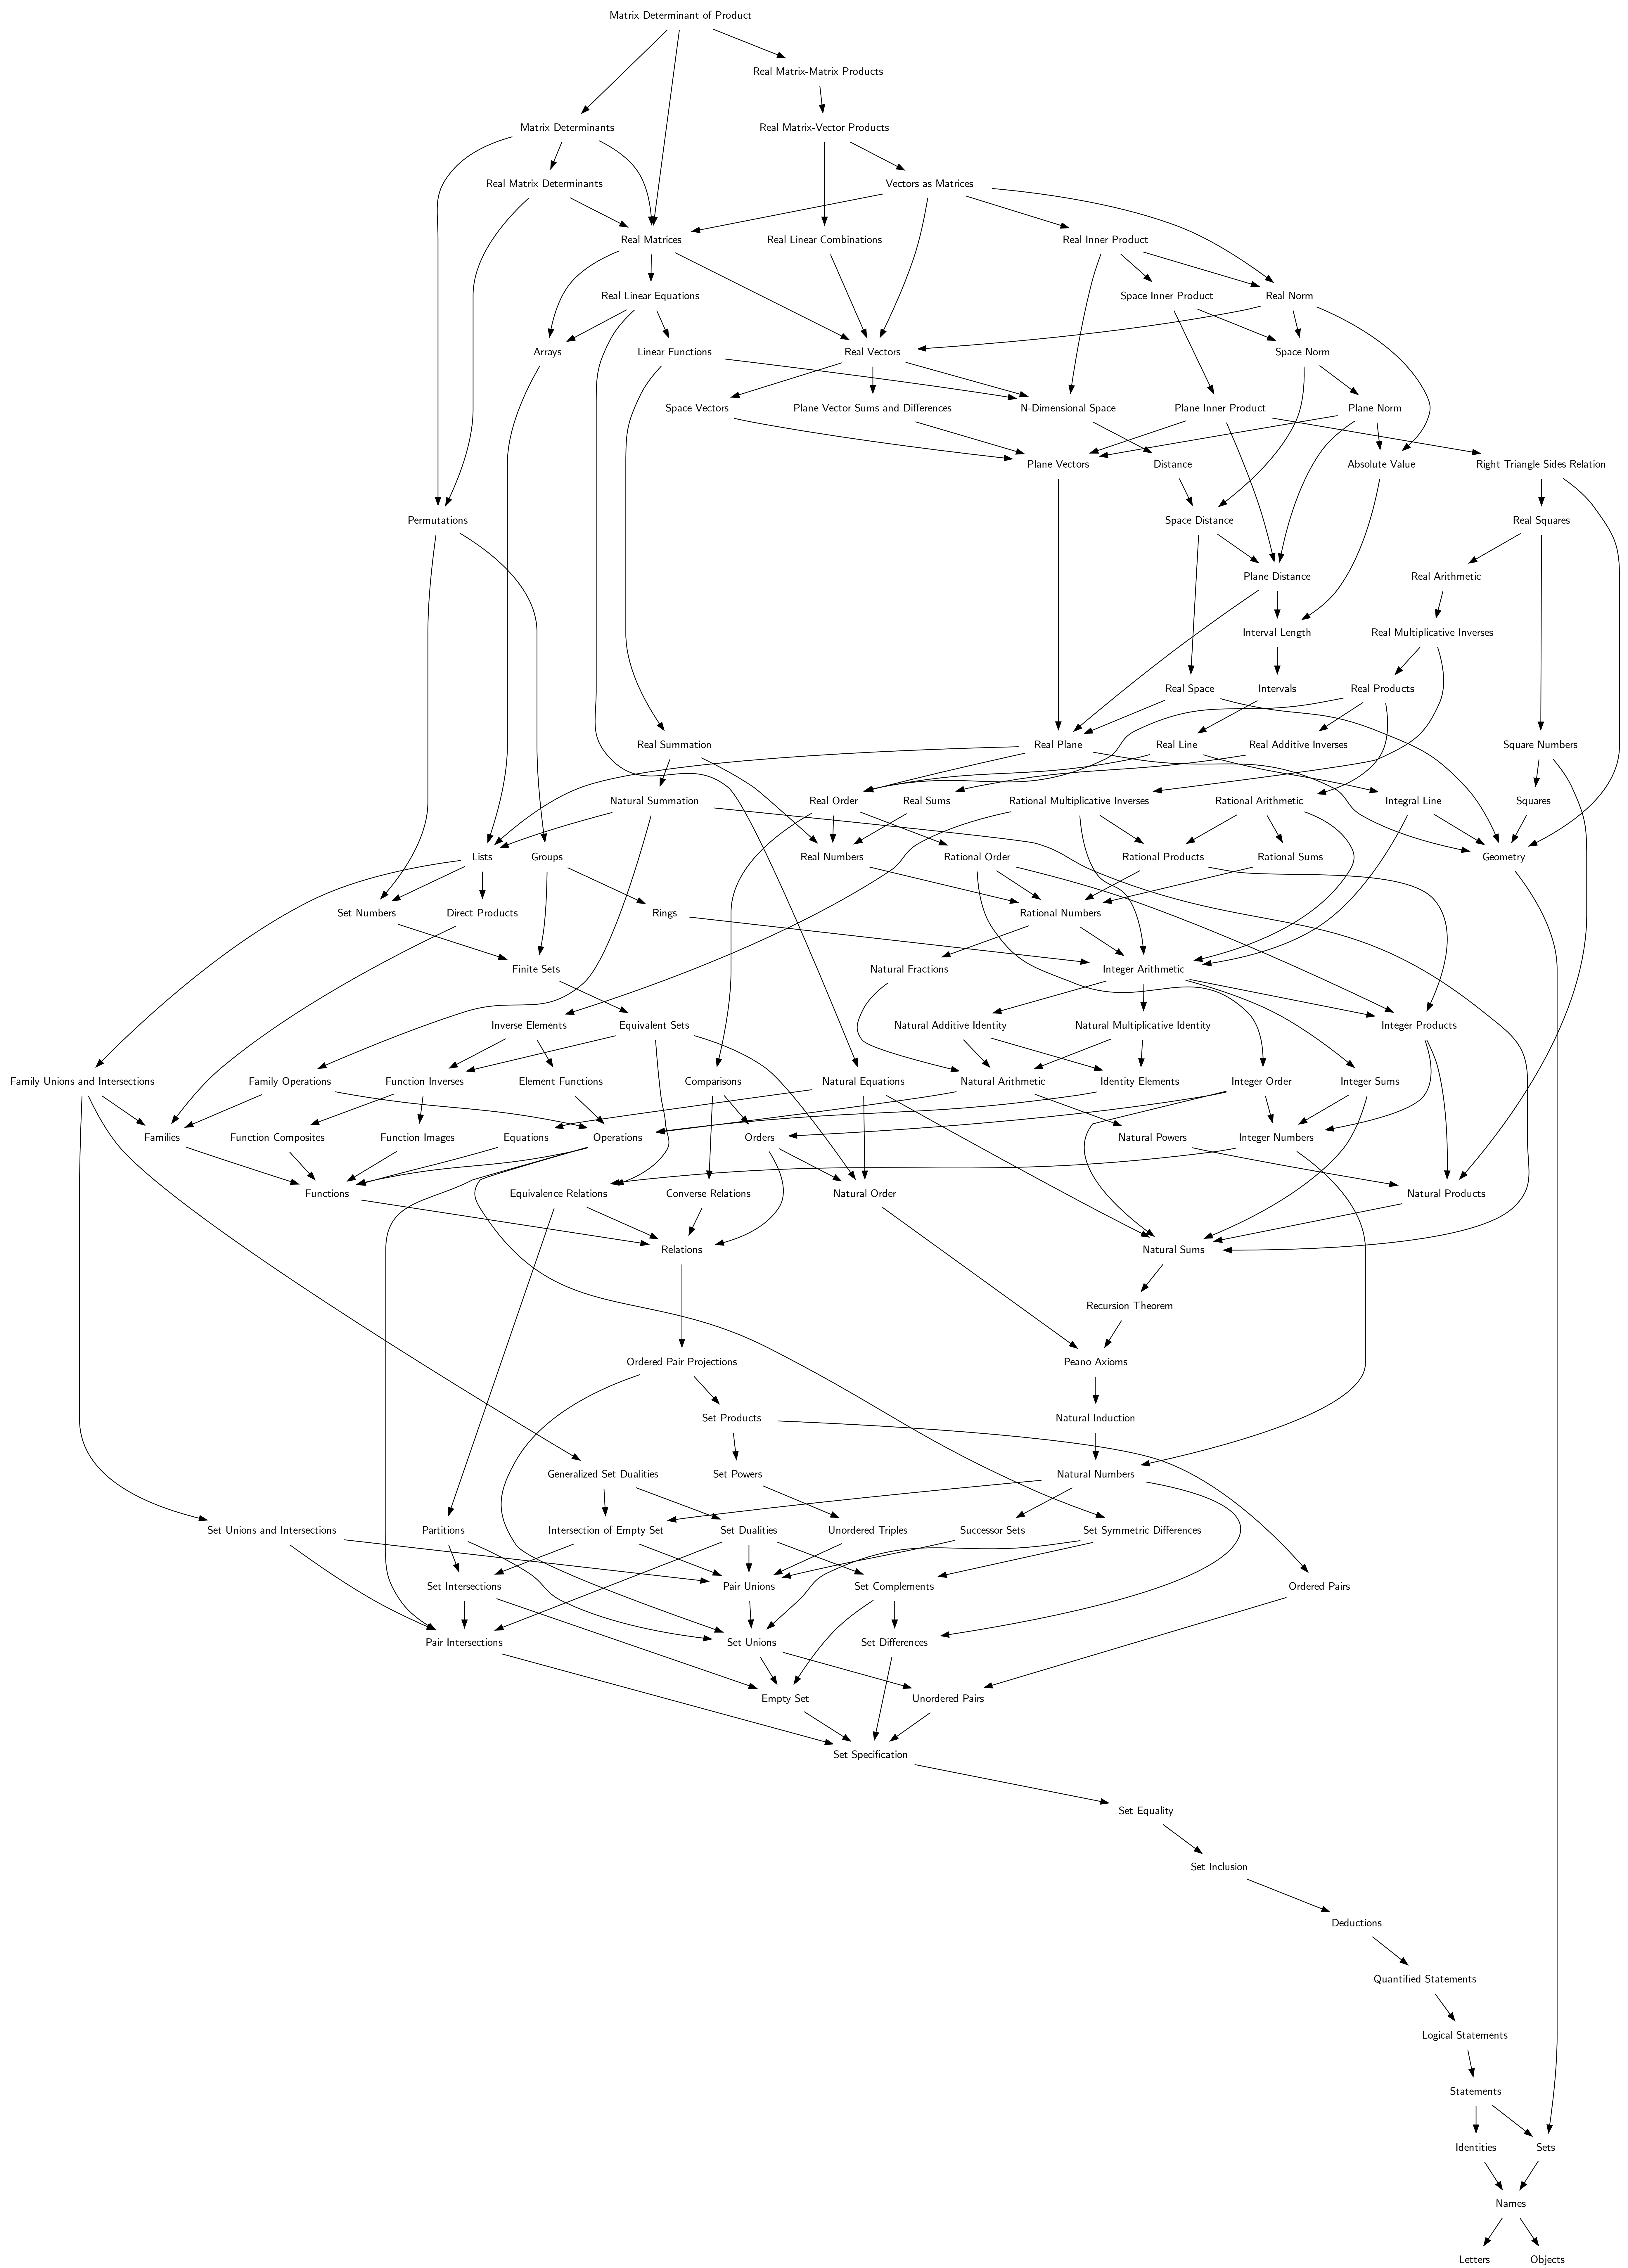 Matrix Determinant of Product
Real Matrix-Matrix Products
Matrix Determinants
Real Matrix-Vector Products
Real Matrix Determinants
Vectors as Matrices
Real Matrices
Real Linear Combinations
Real Inner Product
Real Linear Equations
Space Inner Product
Real Norm
Arrays
Linear Functions
Real Vectors
Space Norm
Space Vectors
Plane Vector Sums and Differences
N-Dimensional Space
Plane Inner Product
Plane Norm
Plane Vectors
Distance
Absolute Value
Right Triangle Sides Relation
Permutations
Space Distance
Real Squares
Plane Distance
Real Arithmetic
Interval Length
Real Multiplicative Inverses
Real Space
Intervals
Real Products
Real Summation
Real Plane
Real Line
Real Additive Inverses
Square Numbers
Natural Summation
Real Order
Real Sums
Rational Multiplicative Inverses
Rational Arithmetic
Integral Line
Squares
Lists
Groups
Real Numbers
Rational Order
Rational Products
Rational Sums
Geometry
Set Numbers
Direct Products
Rings
Rational Numbers
Finite Sets
Natural Fractions
Integer Arithmetic
Inverse Elements
Equivalent Sets
Natural Additive Identity
Natural Multiplicative Identity
Integer Products
Family Unions and Intersections
Family Operations
Function Inverses
Element Functions
Comparisons
Natural Equations
Natural Arithmetic
Identity Elements
Integer Order
Integer Sums
Families
Function Composites
Function Images
Equations
Operations
Orders
Natural Powers
Integer Numbers
Functions
Equivalence Relations
Converse Relations
Natural Order
Natural Products
Relations
Natural Sums
Recursion Theorem
Ordered Pair Projections
Peano Axioms
Set Products
Natural Induction
Generalized Set Dualities
Set Powers
Natural Numbers
Set Unions and Intersections
Partitions
Intersection of Empty Set
Set Dualities
Unordered Triples
Successor Sets
Set Symmetric Differences
Set Intersections
Pair Unions
Set Complements
Ordered Pairs
Pair Intersections
Set Unions
Set Differences
Empty Set
Unordered Pairs
Set Specification
Set Equality
Set Inclusion
Deductions
Quantified Statements
Logical Statements
Statements
Identities
Sets
Names
Letters
Objects